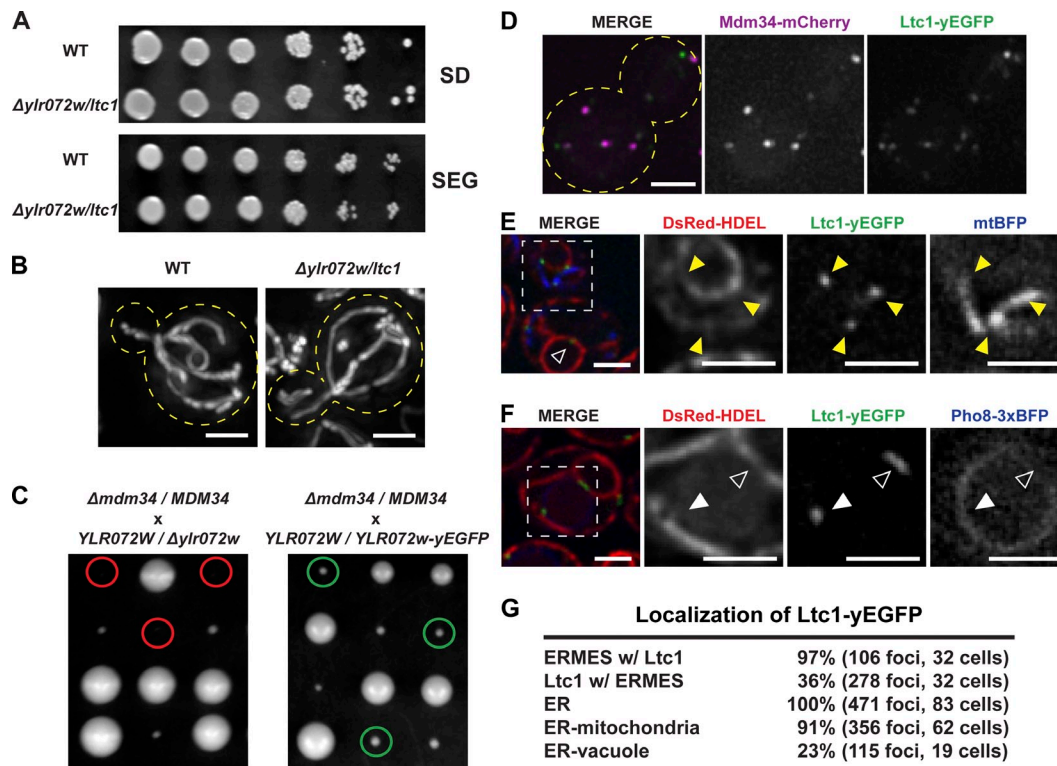 A
WT
Δylr072w/ltc1
SD
WT
Δylr072w/ltc1
SEG
B
WT
Δylr072w/ltc1
C
Δmdm34 / MDM34
x
YLR072W / Δylr072w
Δmdm34 / MDM34
x
YLR072W / YLR072w-yEGFP
D
MERGE
Mdm34-mCherry
Ltc1-yEGFP
E
MERGE
DsRed-HDEL
Ltc1-yEGFP
mtBFP
F
MERGE
DsRed-HDEL
Ltc1-yEGFP
Pho8-3xBFP
G
Localization of Ltc1-yEGFP
ERMES w/ Ltc1 97% (106 foci, 32 cells)
Ltc1 w/ ERMES 36% (278 foci, 32 cells)
ER 100% (471 foci, 83 cells)
ER-mitochondria 91% (356 foci, 62 cells)
ER-vacuole 23% (115 foci, 19 cells)